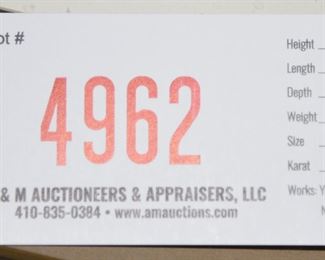 ot #
4962
& M AUCTIONEERS & APPRAISERS, LLC
410-835-0384 • www.amauctions.com
Height
Length
Depth
Weight
Size
Karat
Works: Y
N